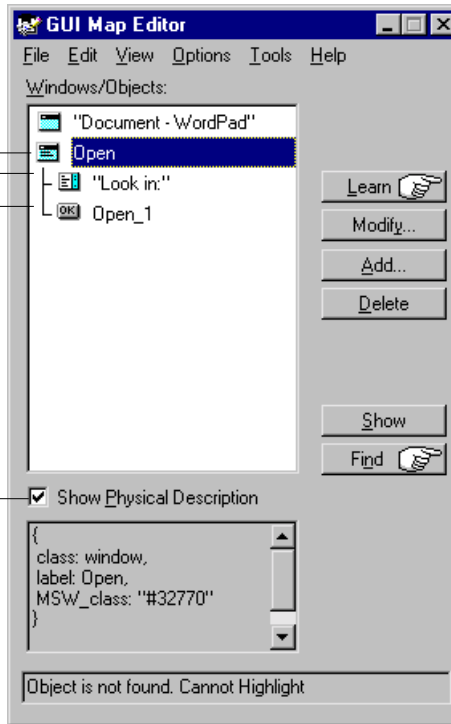 GUI Map Editor
File Edit View Options Tools Help
Windows/Objects:
"Document - WordPad"
Open
"Look in:"
OK Open_1
Learn
Modify...
Add...
Delete
Show
Find
Show Physical Description
{
class: window,
label: Open,
MSW_class: "#32770"
}
Object is not found. Cannot Highlight